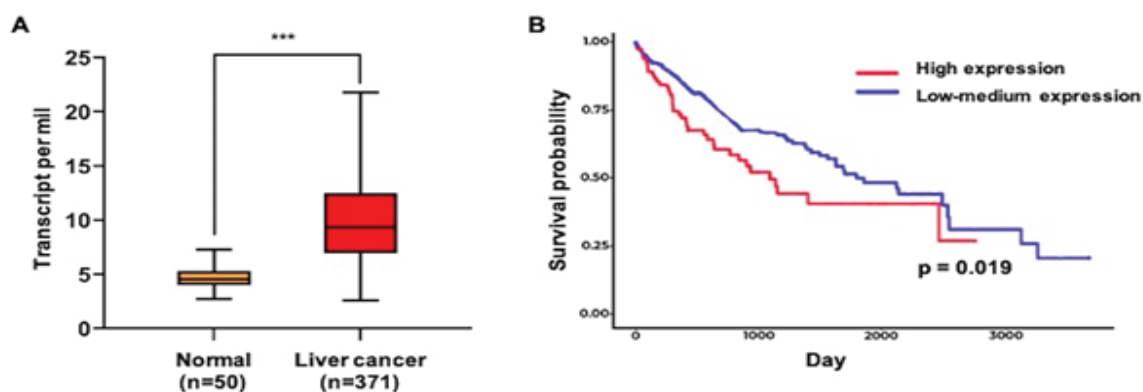 A
***
25
20
15
10
5
0
Transcript per mil
Normal
(n=50)
Liver cancer
(n=371)
B
1.00
0.75
0.50
0.25
0.00
Survival probability
High expression
Low-medium expression
p = 0.019
0
1000
2000
3000
Day